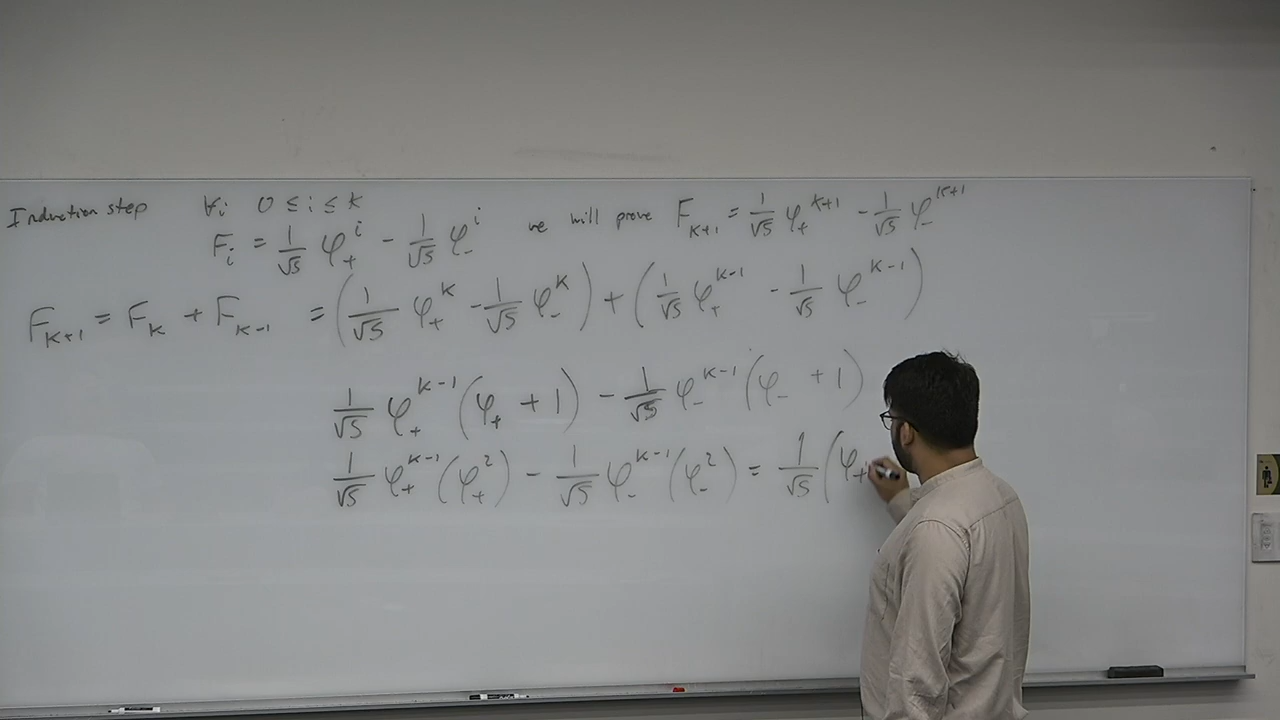 Induction step ∀i 0 ≤ i ≤ k
F_i = 1/√5 φ_+^i - 1/√5 φ_-^i we will prove F_{k+1} = 1/√5 φ_+^{k+1} - 1/√5 φ_-^{k+1}
F_{k+1} = F_k + F_{k-1} = (1/√5 φ_+^k - 1/√5 φ_-^k) + (1/√5 φ_+^{k-1} - 1/√5 φ_-^{k-1})
1/√5 φ_+^{k-1} (φ_+ + 1) - 1/√5 φ_-^{k-1} (φ_- + 1)
1/√5 φ_+^{k-1} (φ_+^2) - 1/√5 φ_-^{k-1} (φ_-^2) = 1/√5 (φ_+